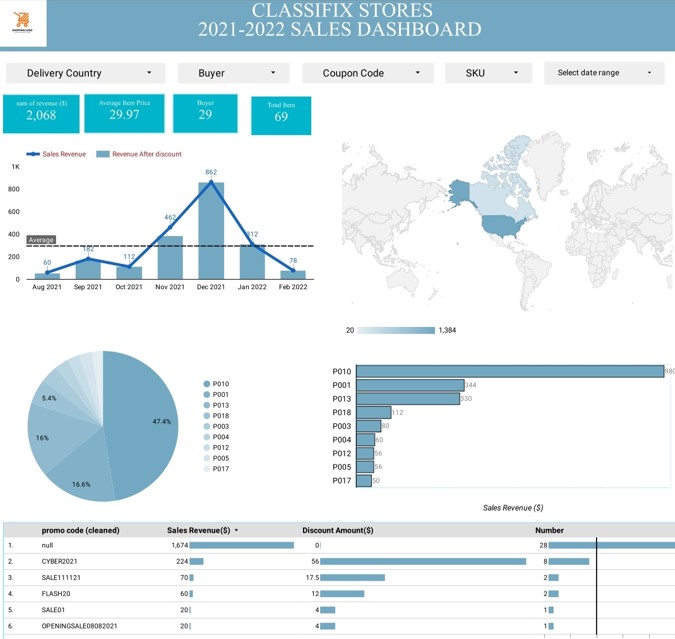 CLASSIFIX STORES
2021-2022 SALES DASHBOARD
Delivery Country
Buyer
Coupon Code
SKU
Select date range
sum of revenue ($)
2,068
Average Item Price
29.97
Buyer
29
Total Item
69
Sales Revenue
Revenue After discount
1K
800
600
400
200
0
Average
60
182
112
462
862
312
78
Aug 2021
Sep 2021
Oct 2021
Nov 2021
Dec 2021
Jan 2022
Feb 2022
20
1,384
47.4%
16.6%
16%
5.4%
P010
P001
P013
P018
P003
P004
P012
P005
P017
P010 980
P001 344
P013 330
P018 112
P003 80
P004 60
P012 56
P005 56
P017 50
Sales Revenue ($)
promo code (cleaned) Sales Revenue($) Discount Amount($) Number
1. null 1,674 0 28
2. CYBER2021 224 56 8
3. SALE111121 70 17.5 2
4. FLASH20 60 12 2
5. SALE01 20 4 1
6. OPENINGSALE08082021 20 4 1